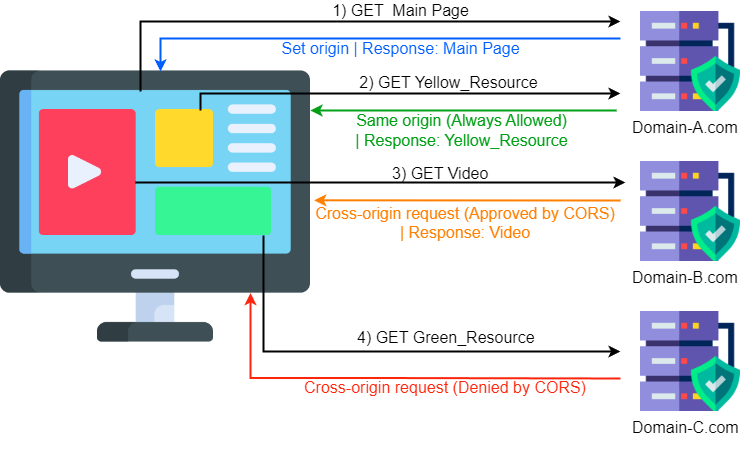 1) GET  Main Page
Set origin | Response: Main Page
Domain-A.com
2) GET Yellow_Resource
Same origin (Always Allowed)
| Response: Yellow_Resource
3) GET Video
Cross-origin request (Approved by CORS)
| Response: Video
Domain-B.com
4) GET Green_Resource
Cross-origin request (Denied by CORS)
Domain-C.com